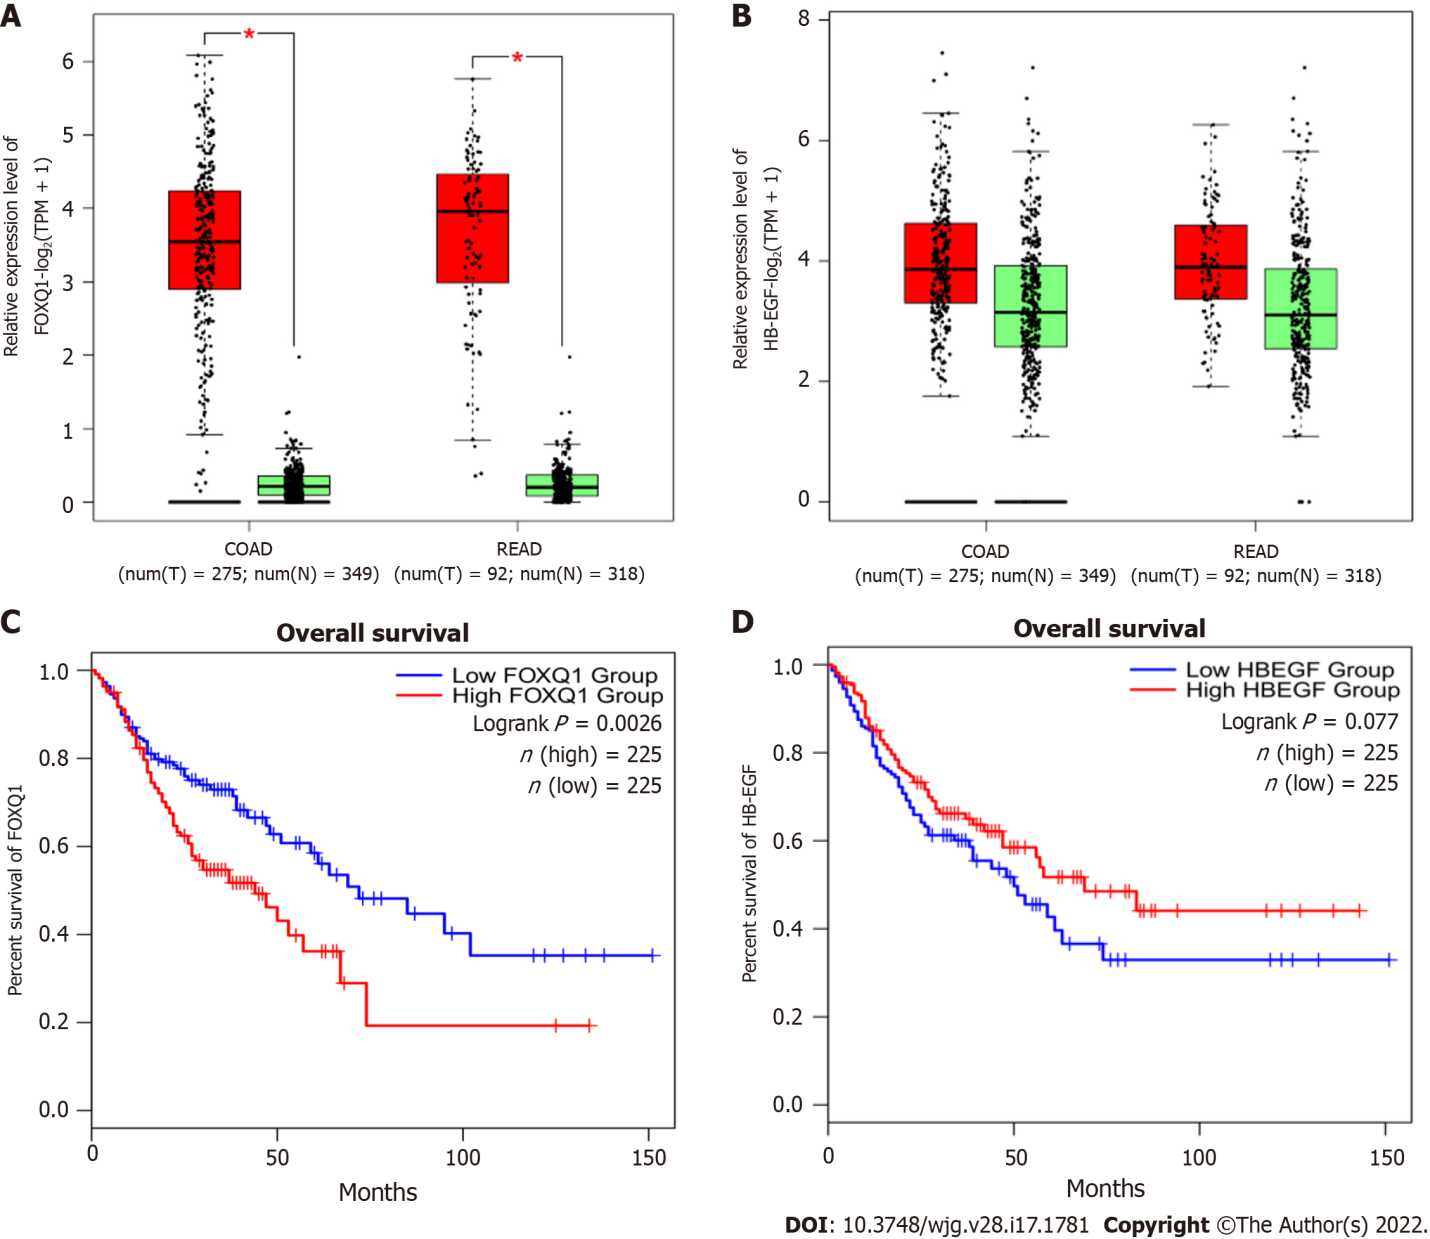 A
Relative expression level of
FOXQ1-log2(TPM + 1)
6
5
4
3
2
1
0
*
*
COAD
(num(T) = 275; num(N) = 349)
READ
(num(T) = 92; num(N) = 318)
B
Relative expression level of
HB-EGF-log2(TPM + 1)
8
6
4
2
0
COAD
(num(T) = 275; num(N) = 349)
READ
(num(T) = 92; num(N) = 318)
C
Overall survival
Percent survival of FOXQ1
1.0
0.8
0.6
0.4
0.2
0.0
Low FOXQ1 Group
High FOXQ1 Group
Logrank P = 0.0026
n (high) = 225
n (low) = 225
0
50
100
150
Months
D
Overall survival
Percent survival of HB-EGF
1.0
0.8
0.6
0.4
0.2
0.0
Low HBEGF Group
High HBEGF Group
Logrank P = 0.077
n (high) = 225
n (low) = 225
0
50
100
150
Months
DOI: 10.3748/wjg.v28.i17.1781 Copyright ©The Author(s) 2022.